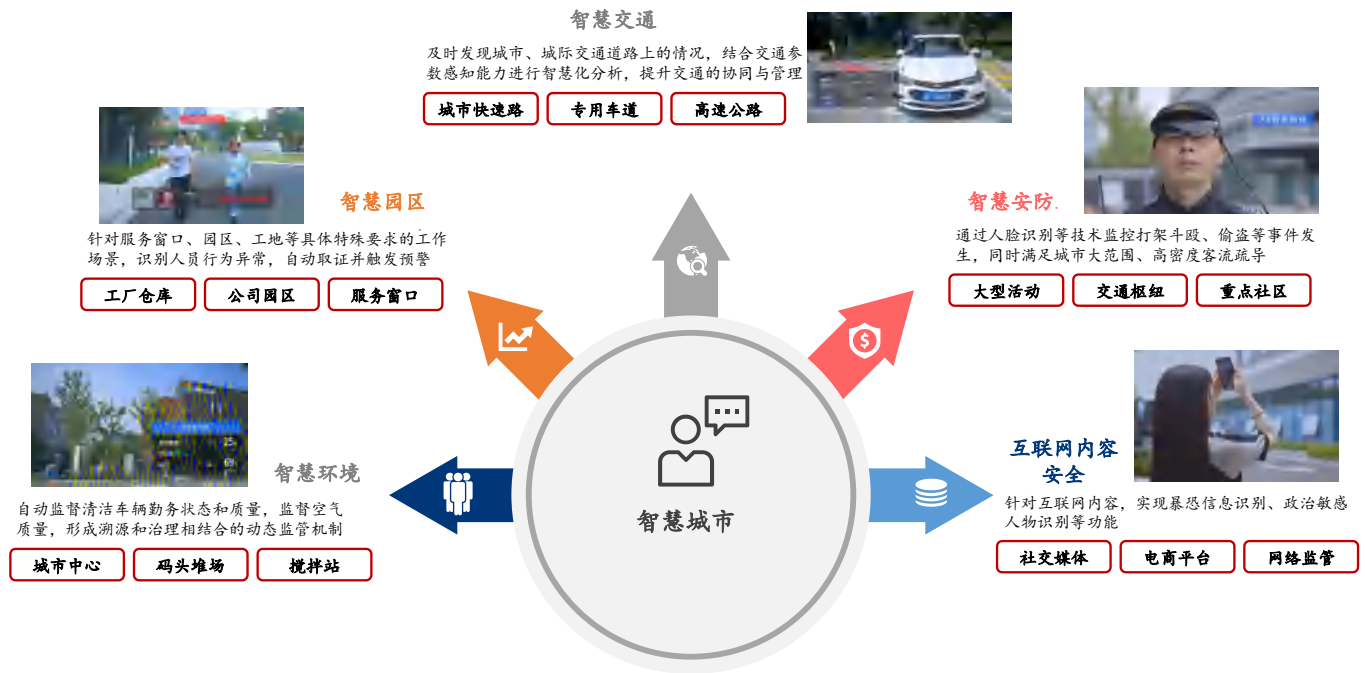 智慧交通
及时发现城市、城际交通道路上的情况，结合交通参
数感知能力进行智慧化分析，提升交通的协同与管理
城市快速路
专用车道
高速公路
智慧园区
针对服务窗口、园区、工地等具体特殊要求的工作
场景，识别人员行为异常，自动取证并触发预警
工厂仓库
公司园区
服务窗口
智慧安防.
通过人脸识别等技术监控打架斗殴、偷盗等事件发
生，同时满足城市大范围、高密度客流疏导
大型活动
交通枢纽
重点社区
智慧环境
自动监督清洁车辆勤务状态和质量，监督空气
质量，形成溯源和治理相结合的动态监管机制
城市中心
码头堆场
搅拌站
互联网内容
安全
针对互联网内容，实现暴恐信息识别、政治敏感
人物识别等功能
社交媒体
电商平台
网络监管
智慧城市